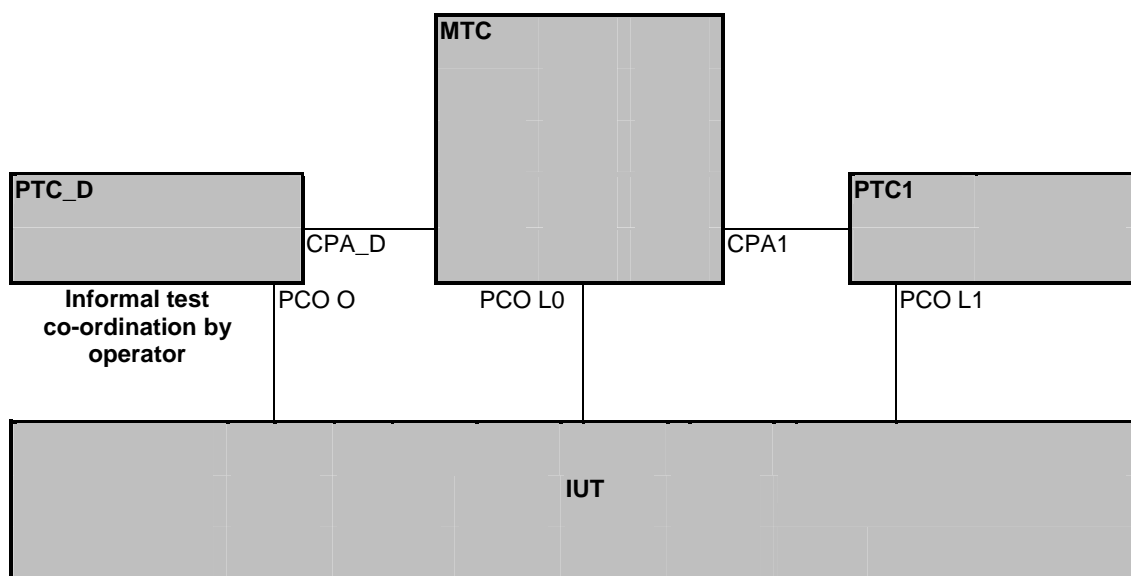 MTC
PTC_D
PTC1
CPA_D
CPA1
Informal test
co-ordination by
operator
PCO O
PCO L0
PCO L1
IUT